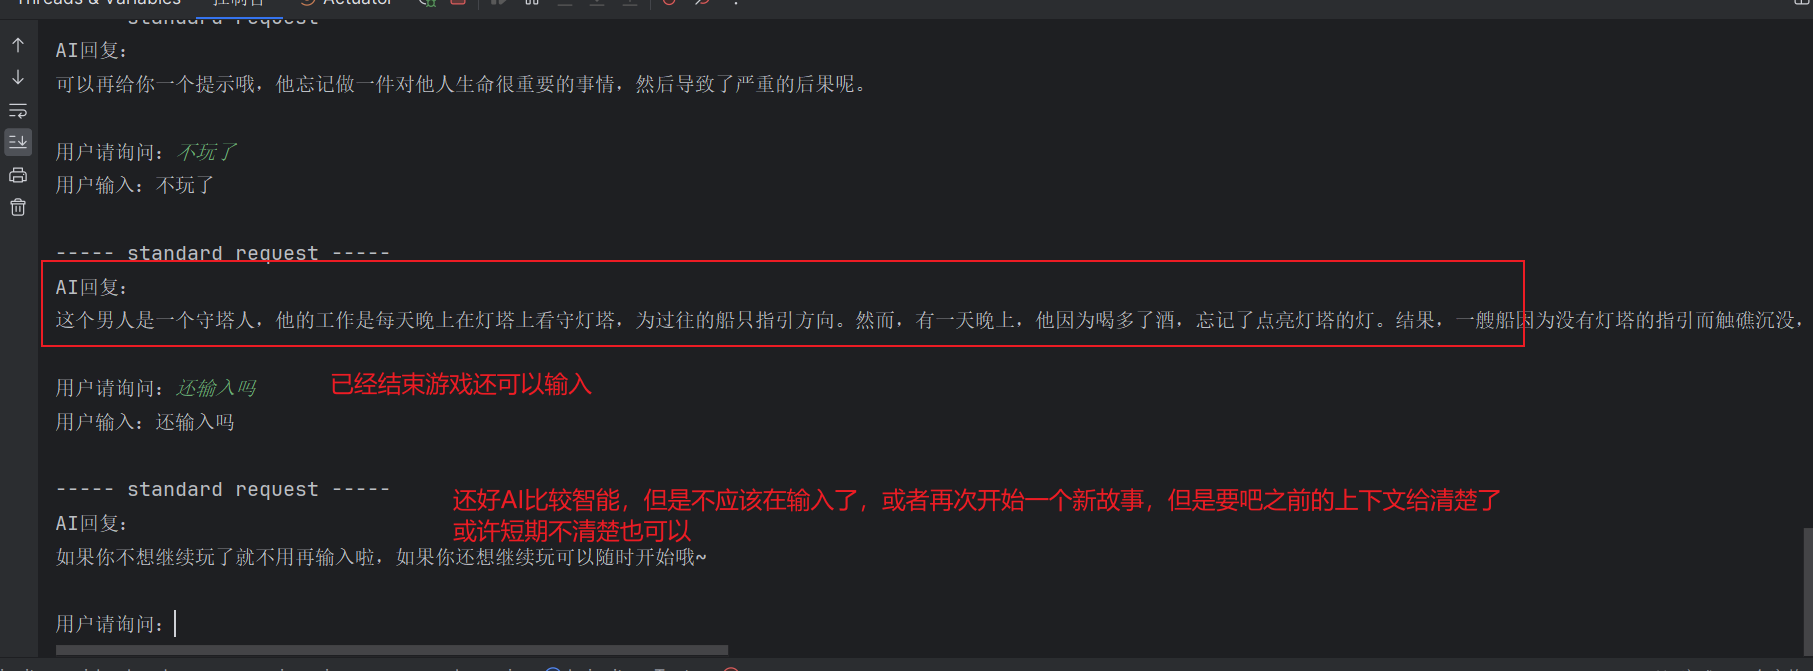 Threads & Variables 控制台 Actuator
standard request
AI回复：
可以再给你一个提示哦，他忘记做一件对他人生命很重要的事情，然后导致了严重的后果呢。
用户请询问：不玩了
用户输入：不玩了
----- standard request -----
AI回复：
这个男人是一个守塔人，他的工作是每天晚上在灯塔上看守灯塔，为过往的船只指引方向。然而，有一天晚上，他因为喝多了酒，忘记了点亮灯塔的灯。结果，一艘船因为没有灯塔的指引而触礁沉没，
用户请询问：还输入吗
已经结束游戏还可以输入
用户输入：还输入吗
----- standard request -----
还好AI比较智能，但是不应该在输入了，或者再次开始一个新故事，但是要吧之前的上下文给清楚了
或许短期不清楚也可以
AI回复：
如果你不想继续玩了就不用再输入啦，如果你还想继续玩可以随时开始哦~
用户请询问：